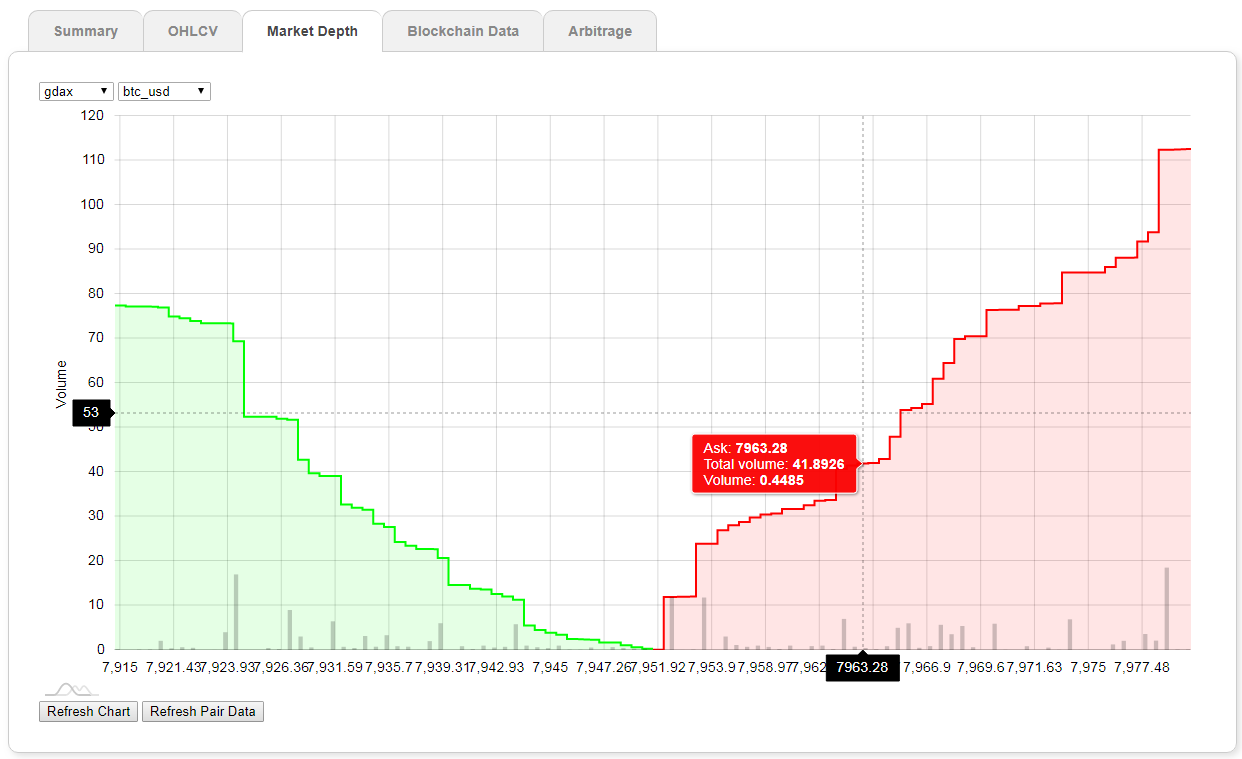 Summary OHLCV Market Depth Blockchain Data Arbitrage
gdax btc_usd
120
110
100
90
80
70
60
Volume
53
50
40
30
20
10
0
Ask: 7963.28
Total volume: 41.8926
Volume: 0.4485
7,915 7,921.43 7,923.93 7,926.36 7,931.59 7,935.7 7,939.31 7,942.93 7,945 7,947.26 7,951.92 7,953.9 7,958.97 7,962 7963.28 7,966.9 7,969.6 7,971.63 7,975 7,977.48
Refresh Chart Refresh Pair Data